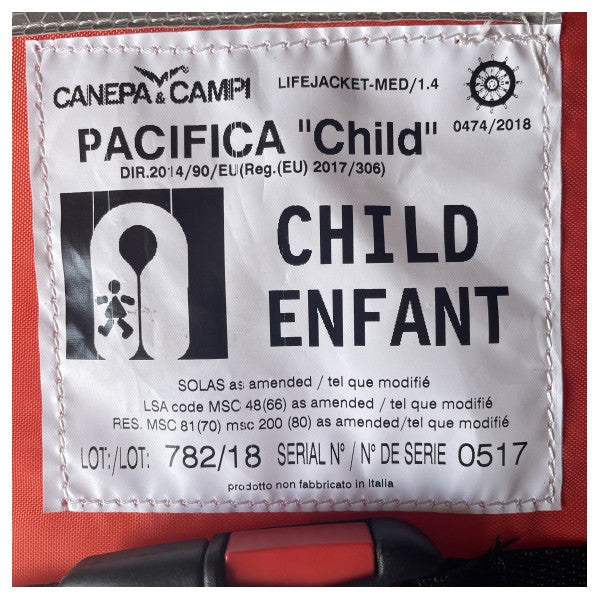 CANEPA & CAMPI
LIFEJACKET-MED/1.4
0474/2018
PACIFICA "Child"
DIR.2014/90/EU(Reg.(EU) 2017/306)
CHILD
ENFANT
SOLAS as amended / tel que modifié
LSA code MSC 48(66) as amended / tel que modifié
RES. MSC 81(70) msc 200 (80) as amended/tel que modifié
LOT:/LOT: 782/18 SERIAL N° / N° DE SERIE 0517
prodotto non fabbricato in Italia